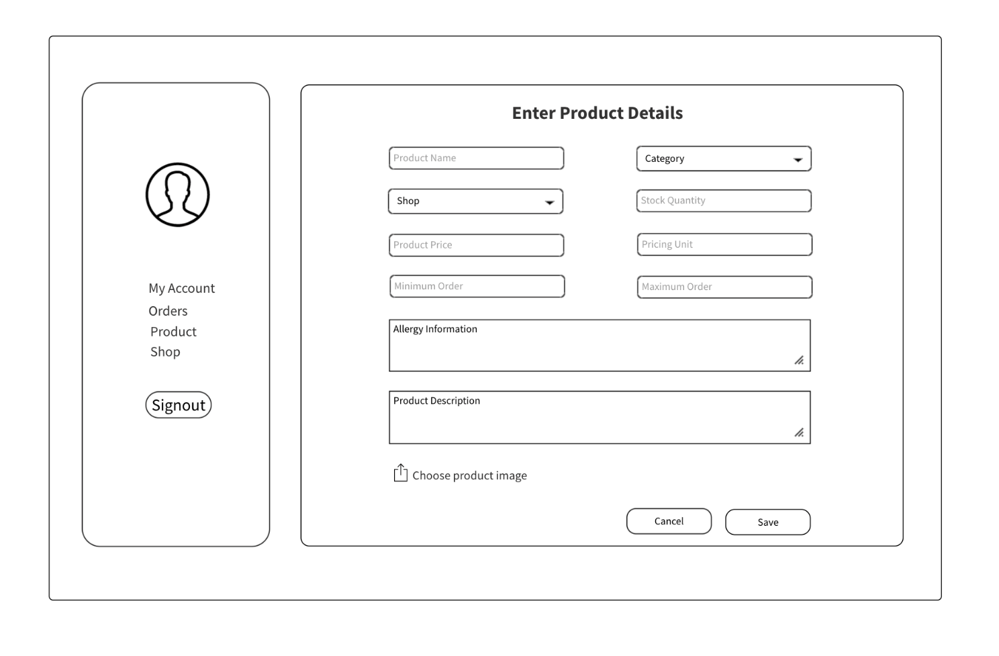 My Account
Orders
Product
Shop
Signout
Enter Product Details
Product Name
Category
Shop
Stock Quantity
Product Price
Pricing Unit
Minimum Order
Maximum Order
Allergy Information
Product Description
Choose product image
Cancel
Save